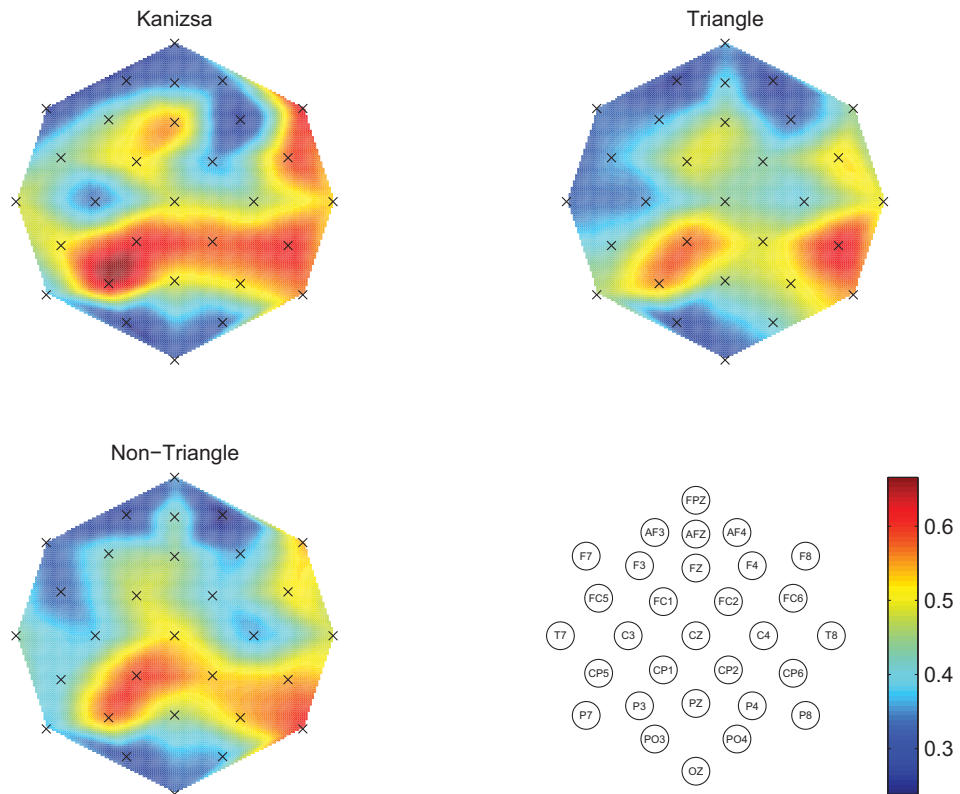 Kanizsa
Triangle
Non−Triangle
FPZ
AF3 AFZ AF4
F7 F3 FZ F4 F8
FC5 FC1 FC2 FC6
T7 C3 CZ C4 T8
CP5 CP1 CP2 CP6
P7 P3 PZ P4 P8
PO3 PO4
OZ
0.6
0.5
0.4
0.3